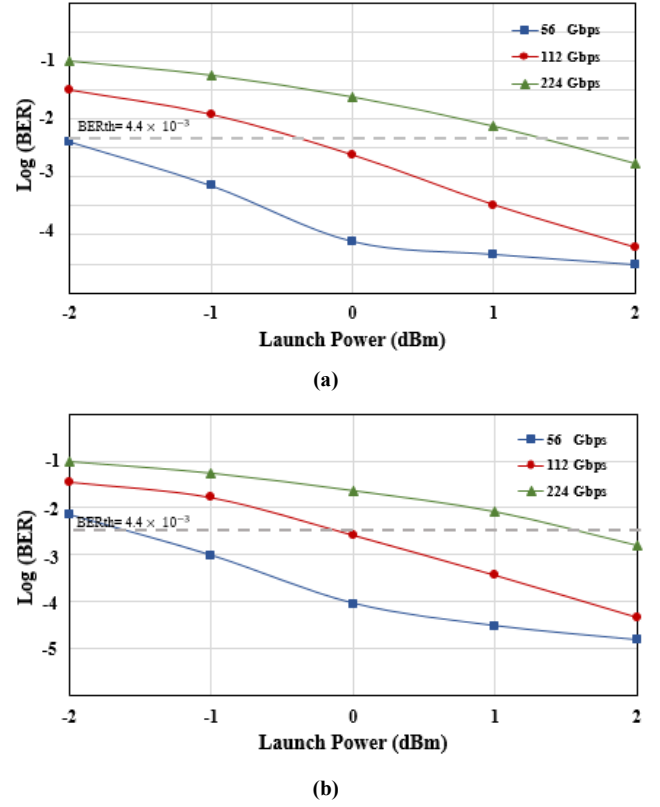 56 Gbps
112 Gbps
224 Gbps
-1
-2
-3
-4
Log (BER)
BERth= 4.4 × 10⁻³
-2 -1 0 1 2
Launch Power (dBm)
(a)
56 Gbps
112 Gbps
224 Gbps
-1
-2
-3
-4
-5
Log (BER)
BERth= 4.4 × 10⁻³
-2 -1 0 1 2
Launch Power (dBm)
(b)